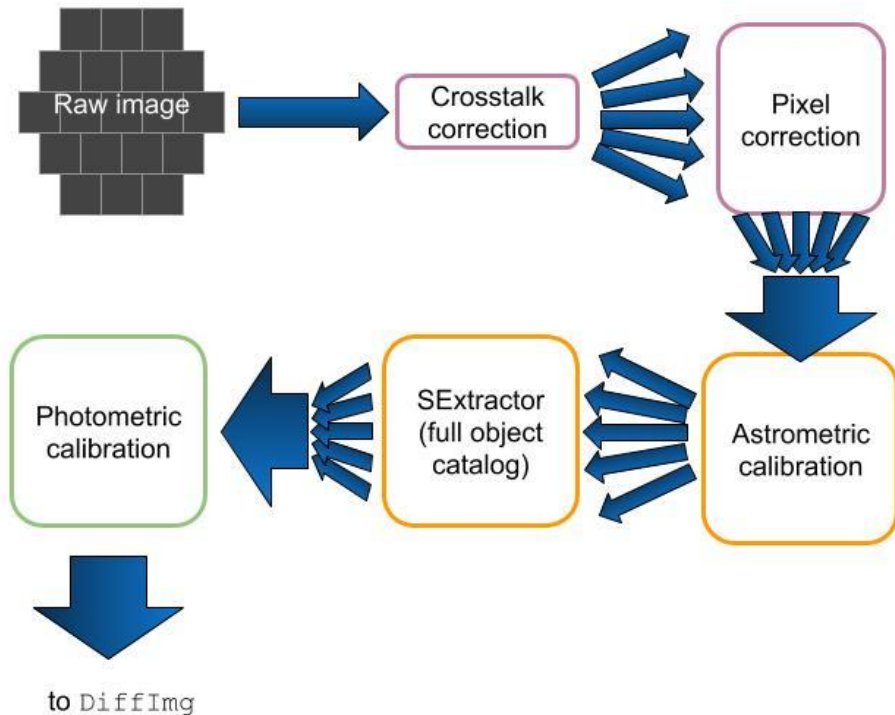 Raw image
Crosstalk
correction
Pixel
correction
Photometric
calibration
SExtractor
(full object
catalog)
Astrometric
calibration
to DiffImg